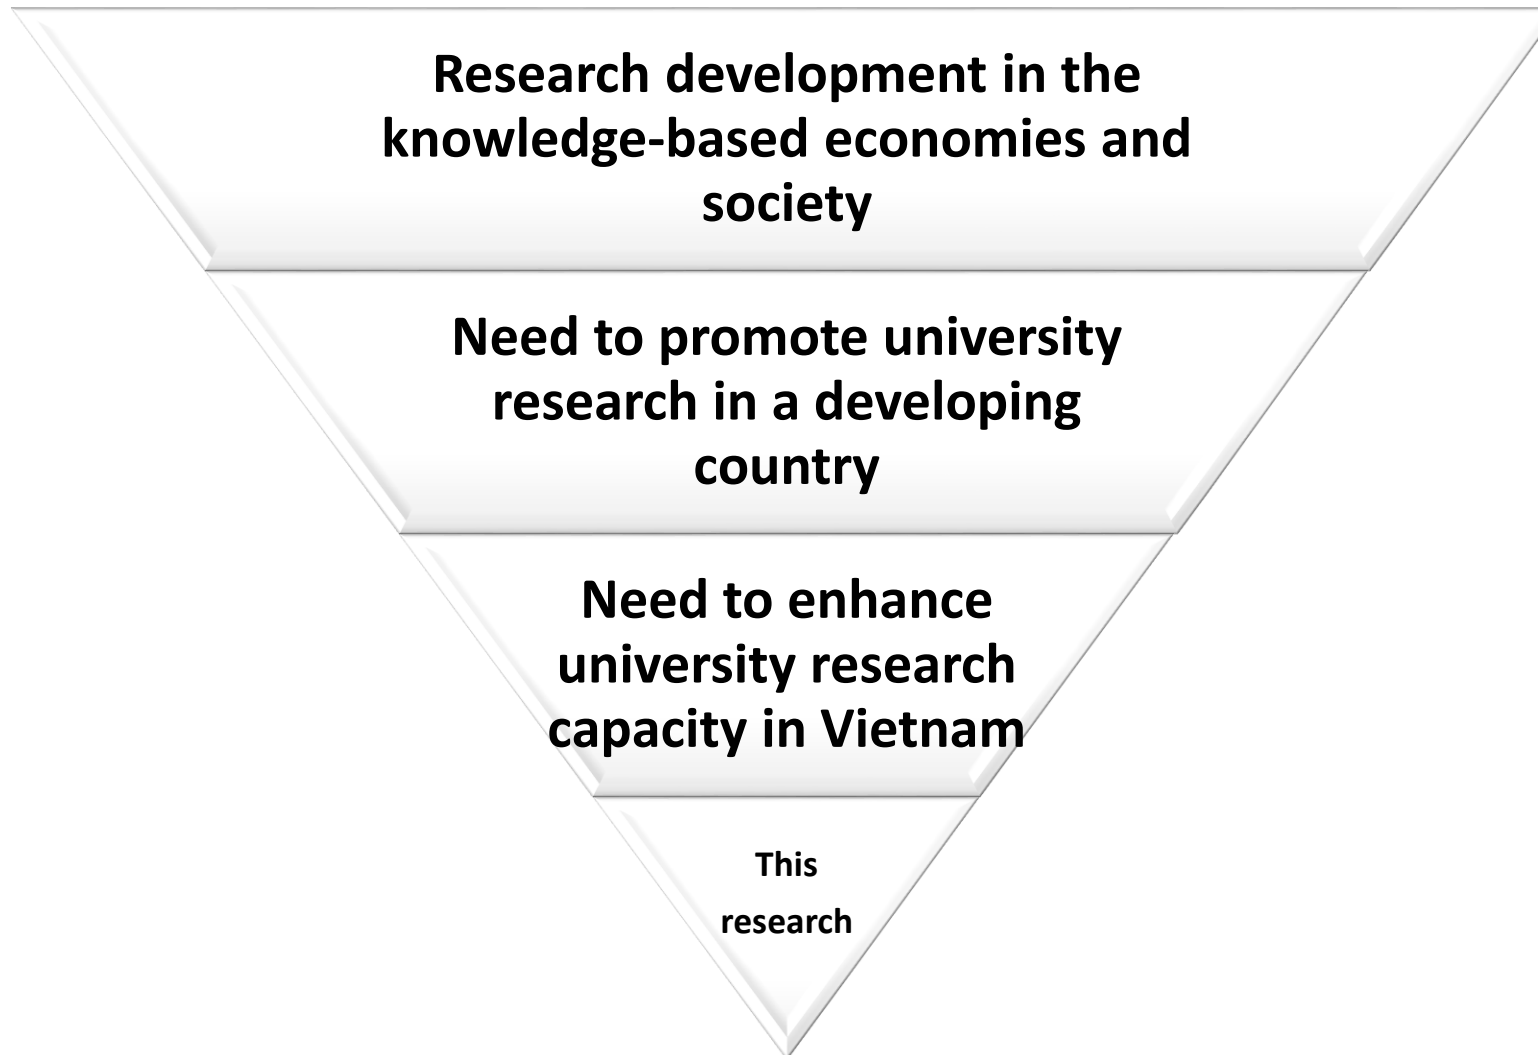 Research development in the
knowledge-based economies and
society
Need to promote university
research in a developing
country
Need to enhance
university research
capacity in Vietnam
This
research